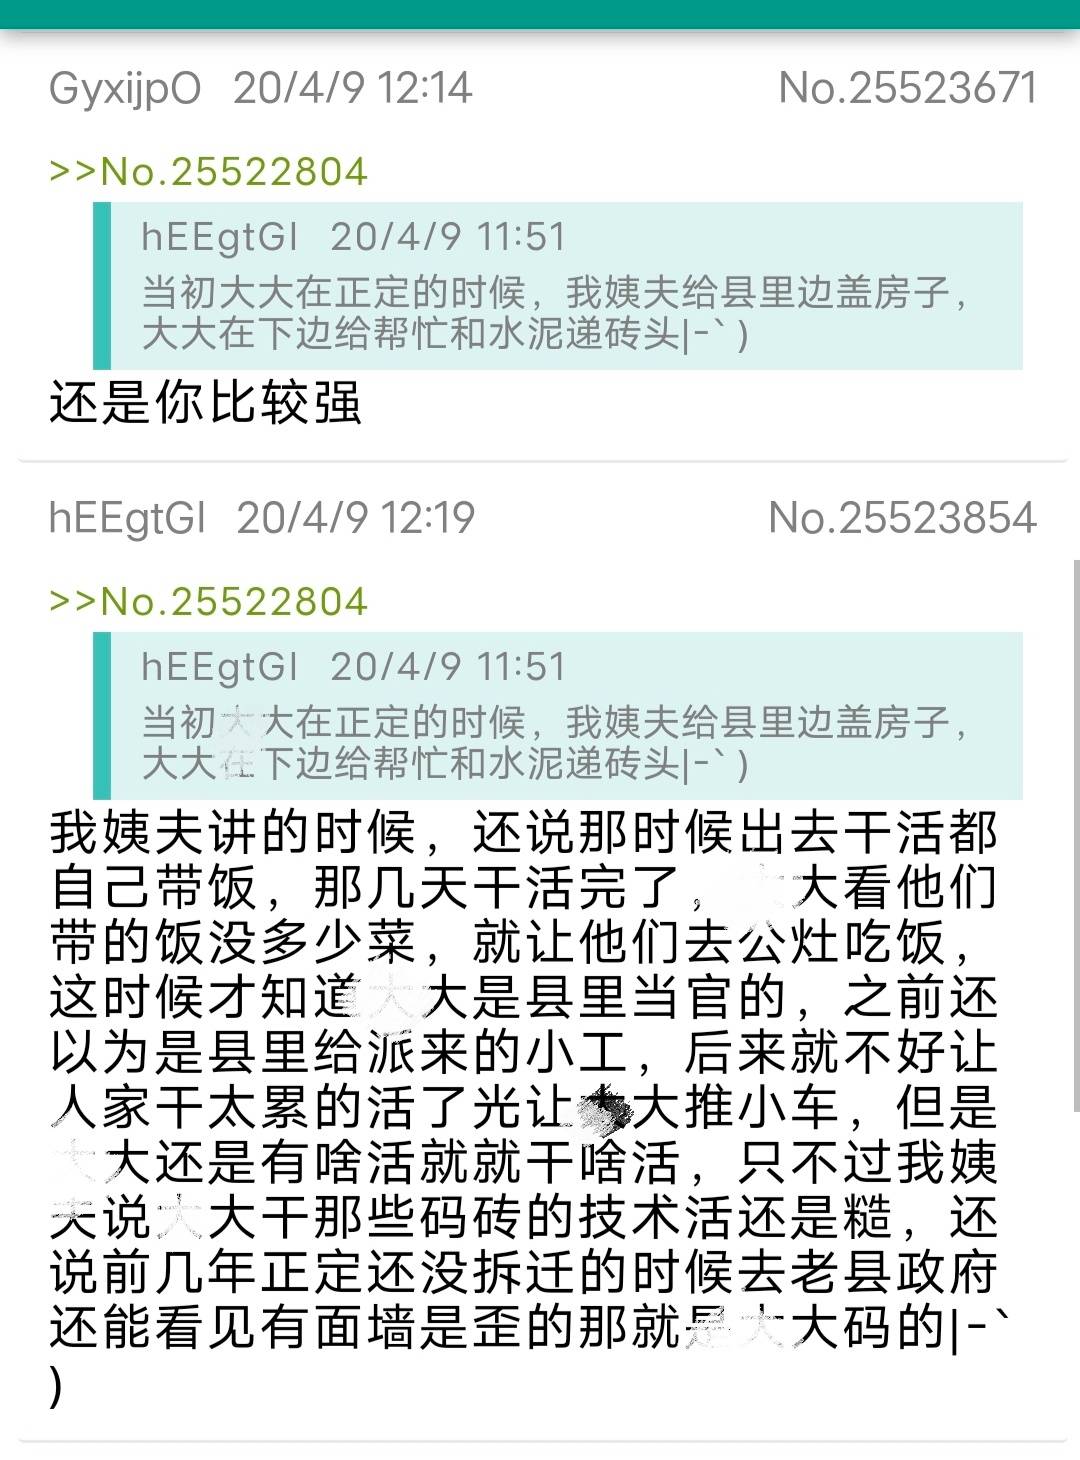 GyxijpO 20/4/9 12:14 No.25523671
>>No.25522804
hEEgtGI 20/4/9 11:51
当初大大在正定的时候，我姨夫给县里边盖房子，
大大在下边给帮忙和水泥递砖头|-` )
还是你比较强
hEEgtGI 20/4/9 12:19 No.25523854
>>No.25522804
hEEgtGI 20/4/9 11:51
当初大大在正定的时候，我姨夫给县里边盖房子，
大大在下边给帮忙和水泥递砖头|-` )
我姨夫讲的时候，还说那时候出去干活都
自己带饭，那几天干活完了，大大看他们
带的饭没多少菜，就让他们去公灶吃饭，
这时候才知道大大是县里当官的，之前还
以为是县里给派来的小工，后来就不好让
人家干太累的活了光让大大推小车，但是
大大还是有啥活就就干啥活，只不过我姨
夫说大大干那些码砖的技术活还是糙，还
说前几年正定还没拆迁的时候去老县政府
还能看见有面墙是歪的那就是大大码的|-`
)